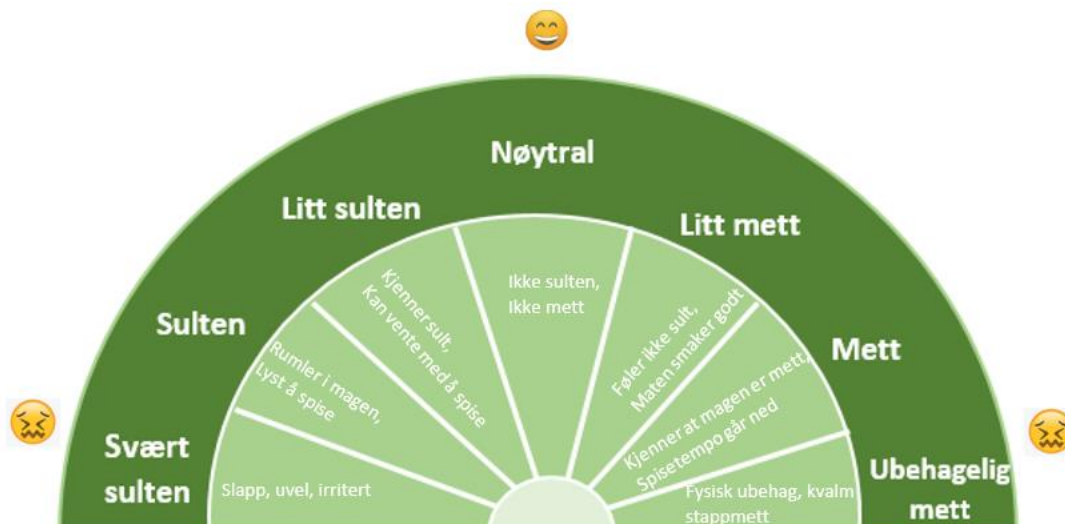 Nøytral
Litt sulten
Litt mett
Sulten
Mett
Svært
sulten
Ubehagelig
mett
Slapp, uvel, irritert
Rumler i magen,
Lyst å spise
Kjenner sult,
Kan vente med å spise
Ikke sulten,
Ikke mett
Føler ikke sult,
Maten smaker godt
Kjenner at magen er mett,
Spisetempo går ned
Fysisk ubehag, kvalm
stappmett